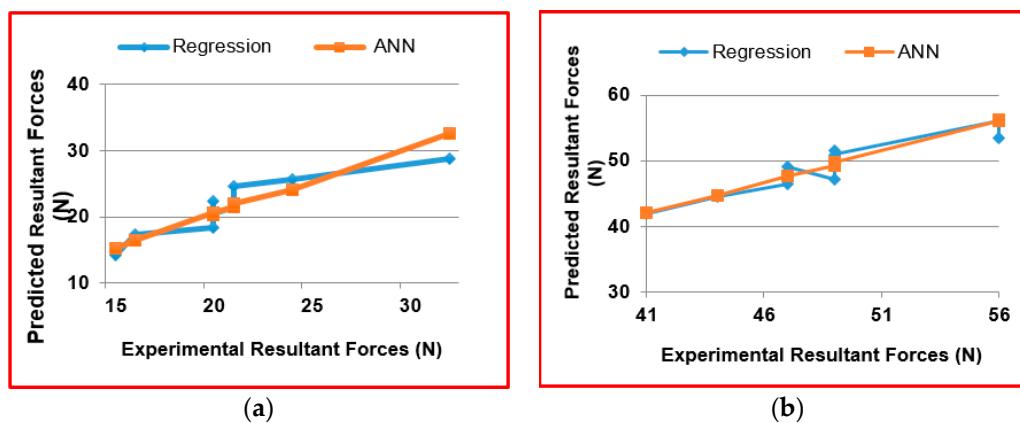 Regression
ANN
Predicted Resultant Forces
(N)
40
30
20
10
15
20
25
30
Experimental Resultant Forces (N)
(a)
Regression
ANN
Predicted Resultant Forces
(N)
60
50
40
30
41
46
51
56
Experimental Resultant Forces (N)
(b)